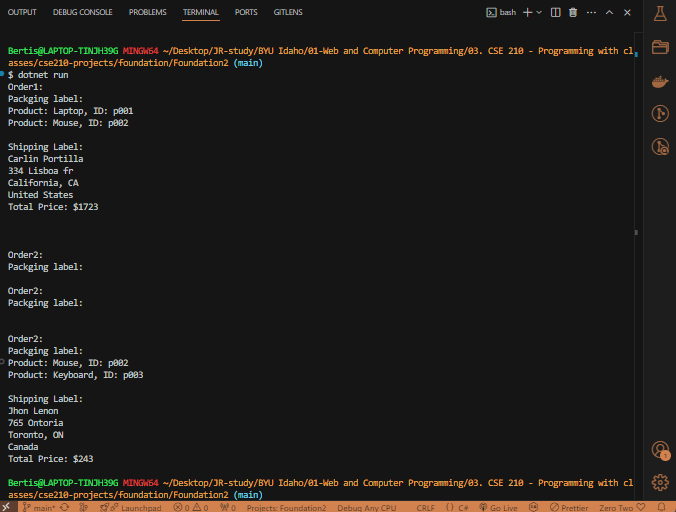 OUTPUT DEBUG CONSOLE PROBLEMS TERMINAL PORTS GITLENS bash
Bertis@LAPTOP-TINJH39G MINGW64 ~/Desktop/JR-study/BYU Idaho/01-Web and Computer Programming/03. CSE 210 - Programming with cl
asses/cse210-projects/foundation/Foundation2 (main)
$ dotnet run
Order1:
Packging label:
Product: Laptop, ID: p001
Product: Mouse, ID: p002
Shipping Label:
Carlin Portilla
334 Lisboa fr
California, CA
United States
Total Price: $1723
Order2:
Packging label:
Order2:
Packging label:
Order2:
Packging label:
Product: Mouse, ID: p002
Product: Keyboard, ID: p003
Shipping Label:
Jhon Lenon
765 Ontoria
Toronto, ON
Canada
Total Price: $243
Bertis@LAPTOP-TINJH39G MINGW64 ~/Desktop/JR-study/BYU Idaho/01-Web and Computer Programming/03. CSE 210 - Programming with cl
asses/cse210-projects/foundation/Foundation2 (main)
1
main* Launchpad 0 0 0 Projects: Foundation2 Debug Any CPU CRLF {} C# Go Live Prettier Zero Two